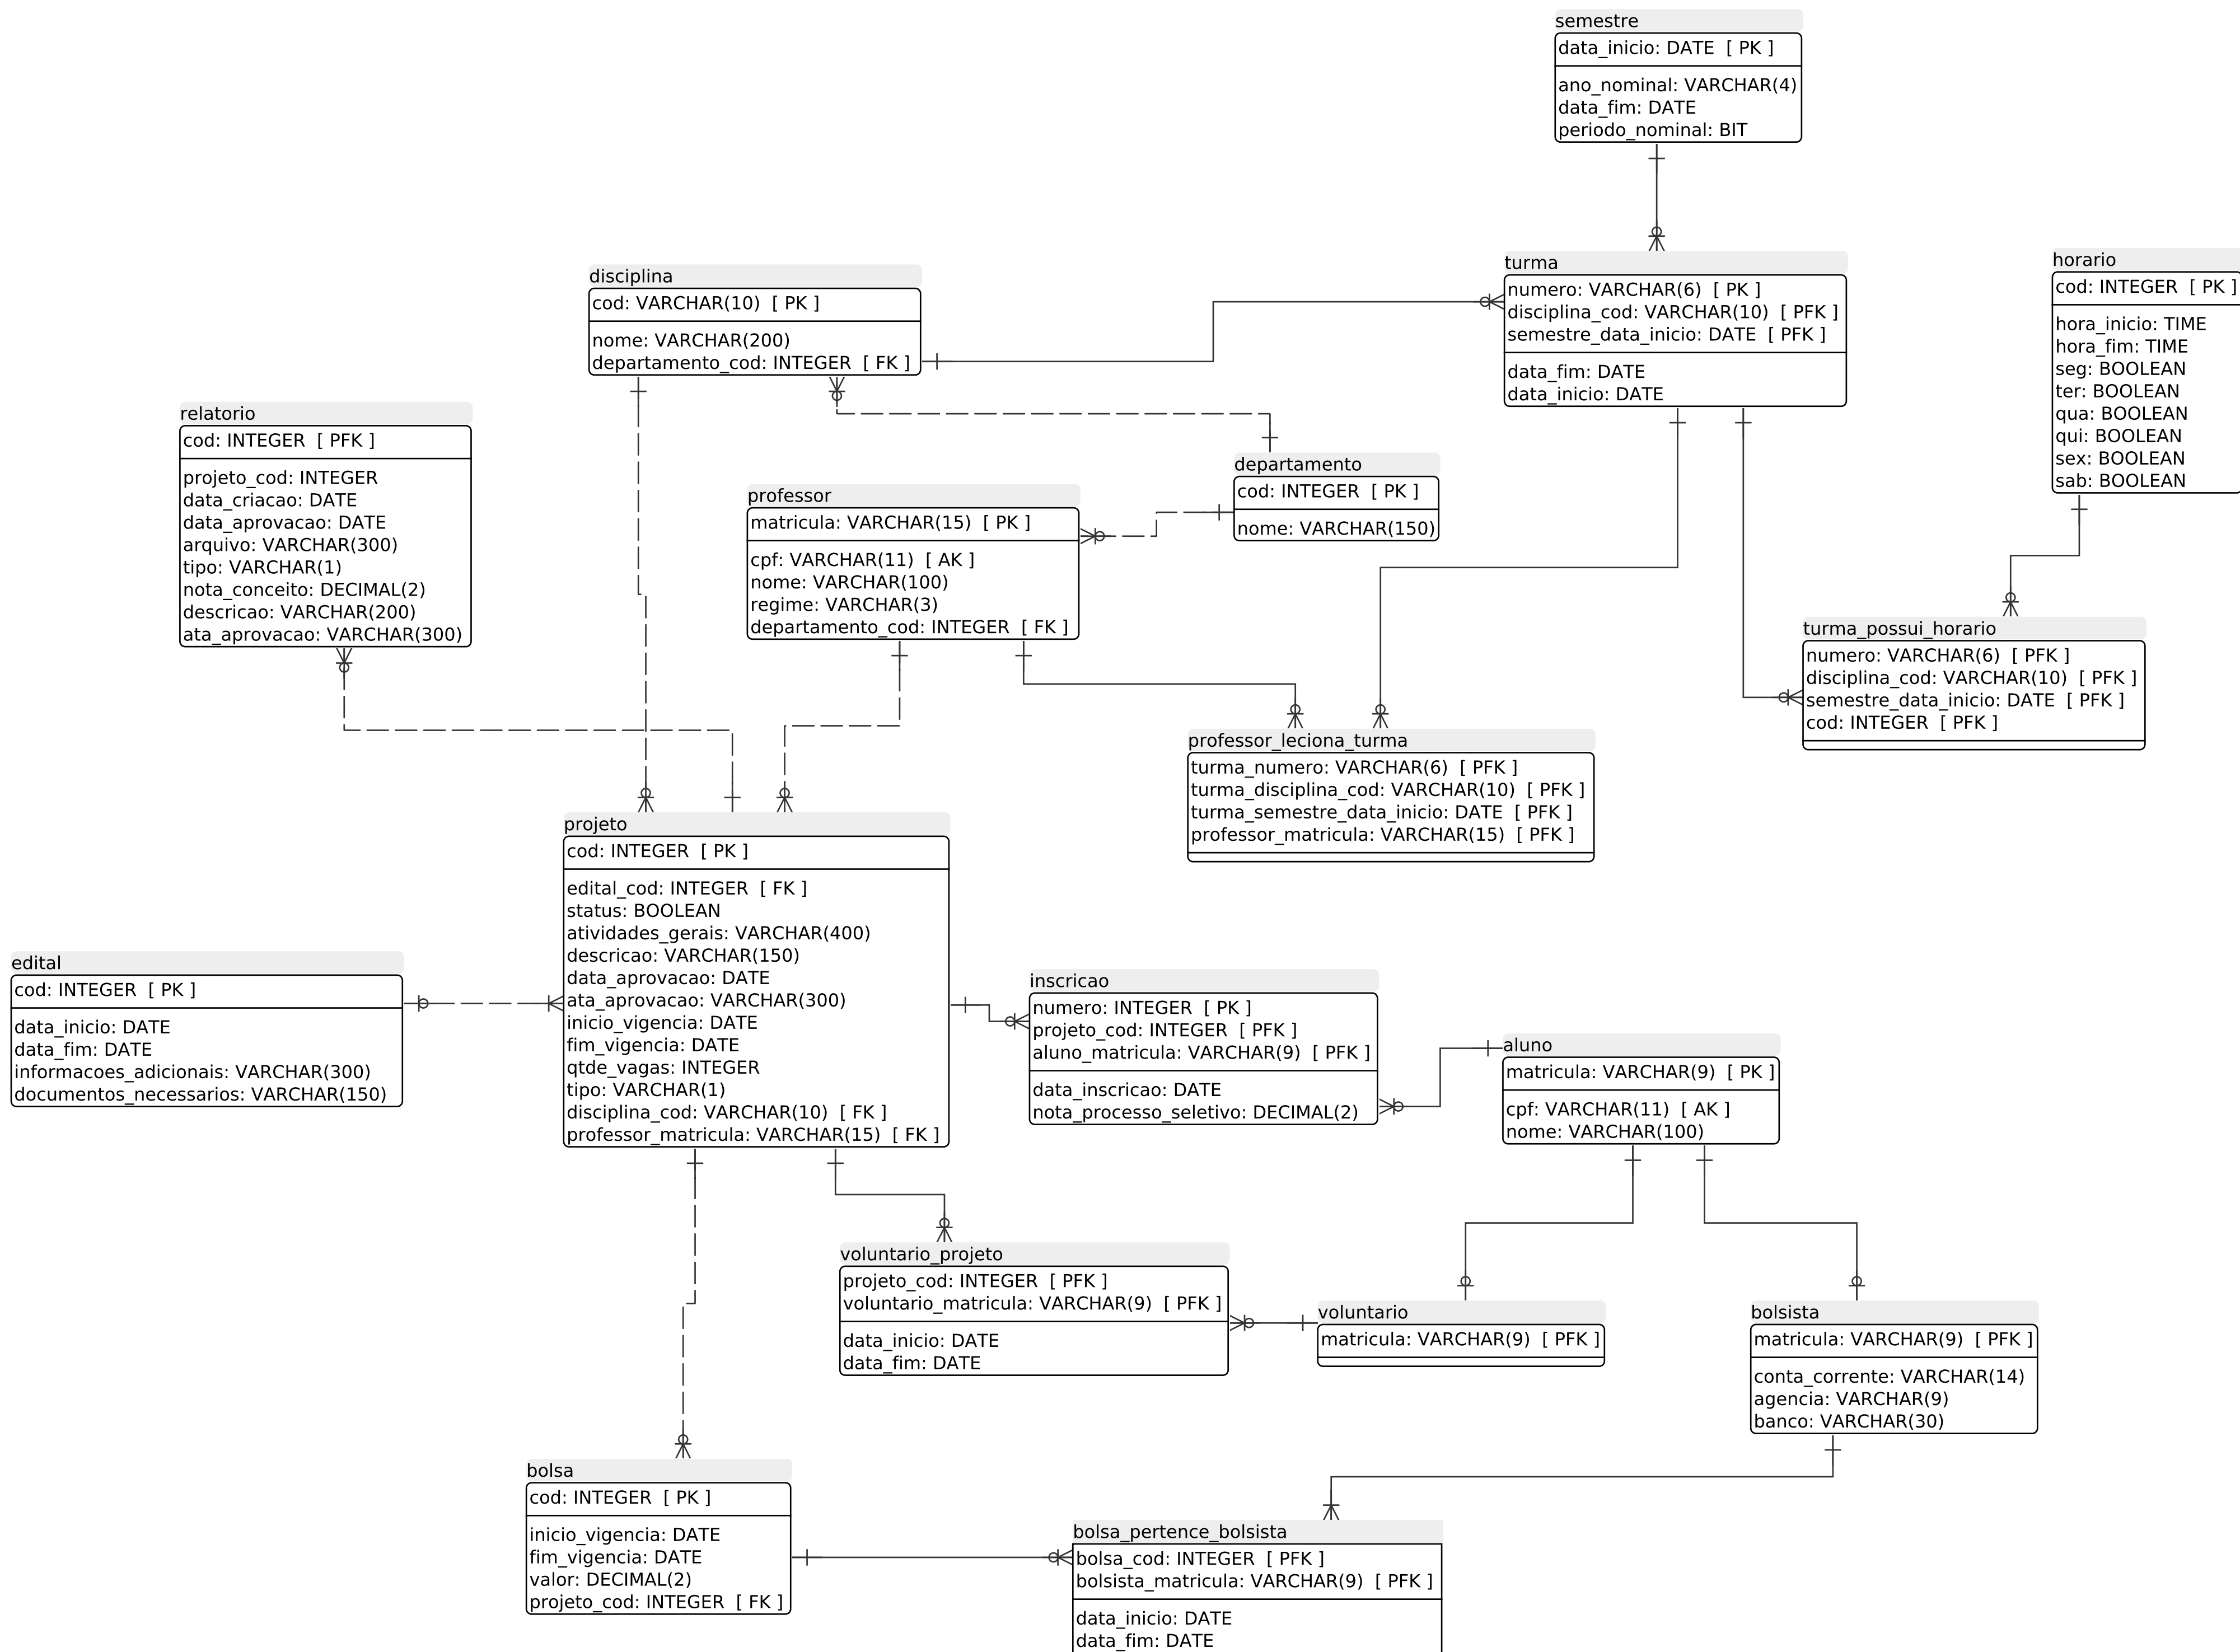 semestre
data_inicio: DATE  [ PK ]
ano_nominal: VARCHAR(4)
data_fim: DATE
periodo_nominal: BIT
turma
numero: VARCHAR(6)  [ PK ]
disciplina_cod: VARCHAR(10)  [ PFK ]
semestre_data_inicio: DATE  [ PFK ]
data_fim: DATE
data_inicio: DATE
horario
cod: INTEGER  [ PK ]
hora_inicio: TIME
hora_fim: TIME
seg: BOOLEAN
ter: BOOLEAN
qua: BOOLEAN
qui: BOOLEAN
sex: BOOLEAN
sab: BOOLEAN
disciplina
cod: VARCHAR(10)  [ PK ]
nome: VARCHAR(200)
departamento_cod: INTEGER  [ FK ]
relatorio
cod: INTEGER  [ PFK ]
projeto_cod: INTEGER
data_criacao: DATE
data_aprovacao: DATE
arquivo: VARCHAR(300)
tipo: VARCHAR(1)
nota_conceito: DECIMAL(2)
descricao: VARCHAR(200)
ata_aprovacao: VARCHAR(300)
departamento
cod: INTEGER  [ PK ]
nome: VARCHAR(150)
professor
matricula: VARCHAR(15)  [ PK ]
cpf: VARCHAR(11)  [ AK ]
nome: VARCHAR(100)
regime: VARCHAR(3)
departamento_cod: INTEGER  [ FK ]
turma_possui_horario
numero: VARCHAR(6)  [ PFK ]
disciplina_cod: VARCHAR(10)  [ PFK ]
semestre_data_inicio: DATE  [ PFK ]
cod: INTEGER  [ PFK ]
professor_leciona_turma
turma_numero: VARCHAR(6)  [ PFK ]
turma_disciplina_cod: VARCHAR(10)  [ PFK ]
turma_semestre_data_inicio: DATE  [ PFK ]
professor_matricula: VARCHAR(15)  [ PFK ]
projeto
cod: INTEGER  [ PK ]
edital_cod: INTEGER  [ FK ]
status: BOOLEAN
atividades_gerais: VARCHAR(400)
descricao: VARCHAR(150)
data_aprovacao: DATE
ata_aprovacao: VARCHAR(300)
inicio_vigencia: DATE
fim_vigencia: DATE
qtde_vagas: INTEGER
tipo: VARCHAR(1)
disciplina_cod: VARCHAR(10)  [ FK ]
professor_matricula: VARCHAR(15)  [ FK ]
edital
cod: INTEGER  [ PK ]
data_inicio: DATE
data_fim: DATE
informacoes_adicionais: VARCHAR(300)
documentos_necessarios: VARCHAR(150)
inscricao
numero: INTEGER  [ PK ]
projeto_cod: INTEGER  [ PFK ]
aluno_matricula: VARCHAR(9)  [ PFK ]
data_inscricao: DATE
nota_processo_seletivo: DECIMAL(2)
aluno
matricula: VARCHAR(9)  [ PK ]
cpf: VARCHAR(11)  [ AK ]
nome: VARCHAR(100)
voluntario_projeto
projeto_cod: INTEGER  [ PFK ]
voluntario_matricula: VARCHAR(9)  [ PFK ]
data_inicio: DATE
data_fim: DATE
voluntario
matricula: VARCHAR(9)  [ PFK ]
bolsista
matricula: VARCHAR(9)  [ PFK ]
conta_corrente: VARCHAR(14)
agencia: VARCHAR(9)
banco: VARCHAR(30)
bolsa
cod: INTEGER  [ PK ]
inicio_vigencia: DATE
fim_vigencia: DATE
valor: DECIMAL(2)
projeto_cod: INTEGER  [ FK ]
bolsa_pertence_bolsista
bolsa_cod: INTEGER  [ PFK ]
bolsista_matricula: VARCHAR(9)  [ PFK ]
data_inicio: DATE
data_fim: DATE